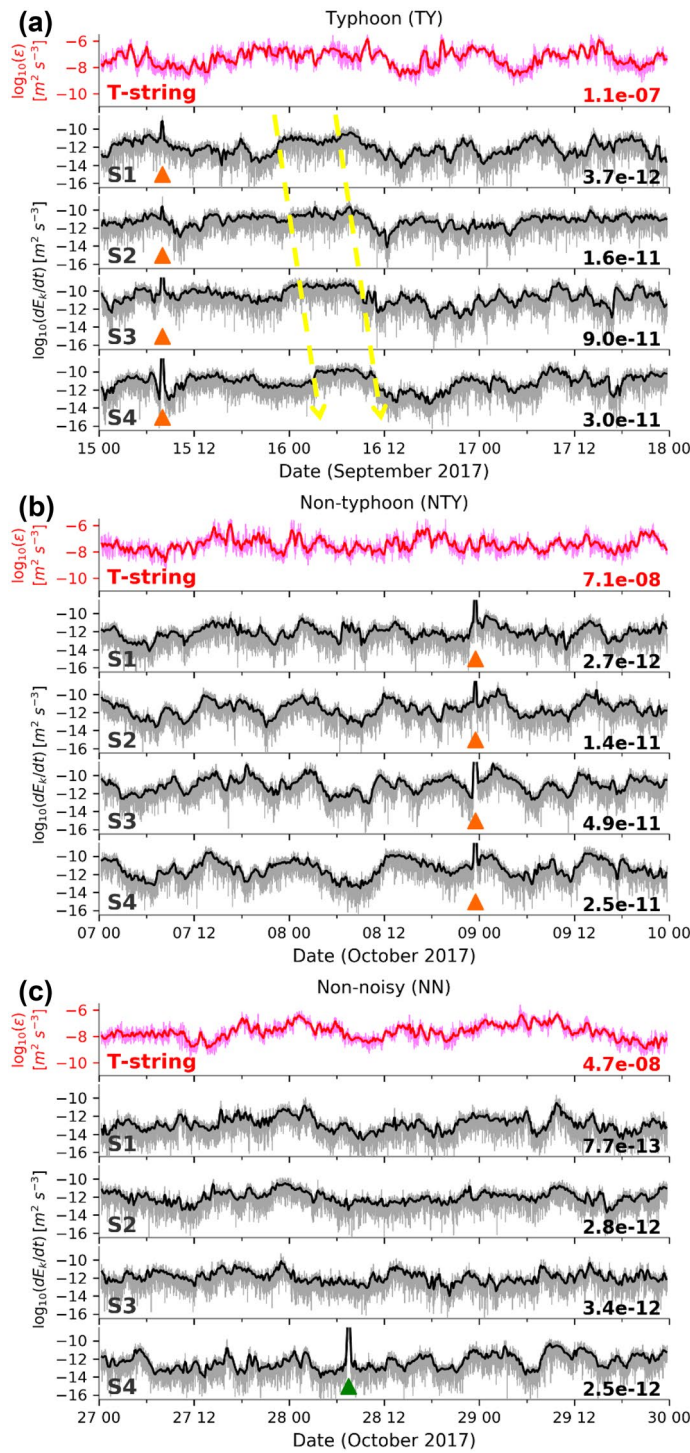 (a)
Typhoon (TY)
log₁₀(ε)
[m² s⁻³]
−6
−8
−10
T-string
1.1e-07
log₁₀(dEₖ/dt) [m² s⁻³]
−10
−12
−14
−16
S1
3.7e-12
−10
−12
−14
−16
S2
1.6e-11
−10
−12
−14
−16
S3
9.0e-11
−10
−12
−14
−16
S4
3.0e-11
15 00 15 12 16 00 16 12 17 00 17 12 18 00
Date (September 2017)
(b)
Non-typhoon (NTY)
log₁₀(ε)
[m² s⁻³]
−6
−8
−10
T-string
7.1e-08
log₁₀(dEₖ/dt) [m² s⁻³]
−10
−12
−14
−16
S1
2.7e-12
−10
−12
−14
−16
S2
1.4e-11
−10
−12
−14
−16
S3
4.9e-11
−10
−12
−14
−16
S4
2.5e-11
07 00 07 12 08 00 08 12 09 00 09 12 10 00
Date (October 2017)
(c)
Non-noisy (NN)
log₁₀(ε)
[m² s⁻³]
−6
−8
−10
T-string
4.7e-08
log₁₀(dEₖ/dt) [m² s⁻³]
−10
−12
−14
−16
S1
7.7e-13
−10
−12
−14
−16
S2
2.8e-12
−10
−12
−14
−16
S3
3.4e-12
−10
−12
−14
−16
S4
2.5e-12
27 00 27 12 28 00 28 12 29 00 29 12 30 00
Date (October 2017)